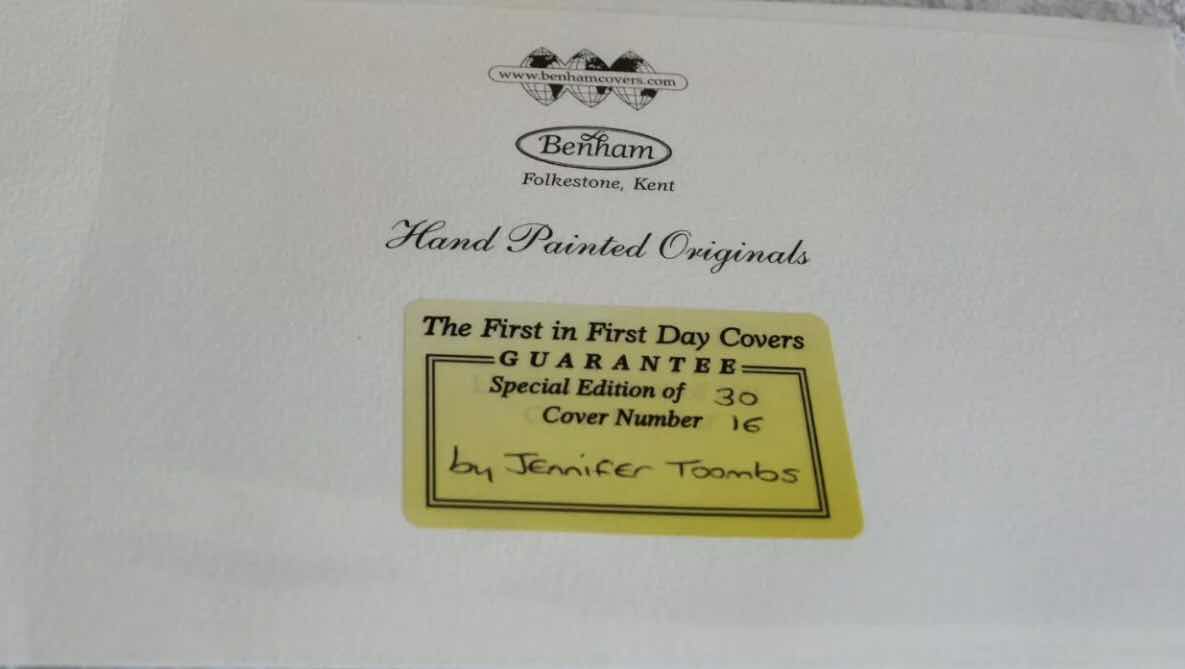 www.benhamcovers.com
Benham
Folkestone, Kent
Hand Painted Originals
The First in First Day Covers
GUARANTEE
Special Edition of 30
Cover Number 16
by Jennifer Toombs